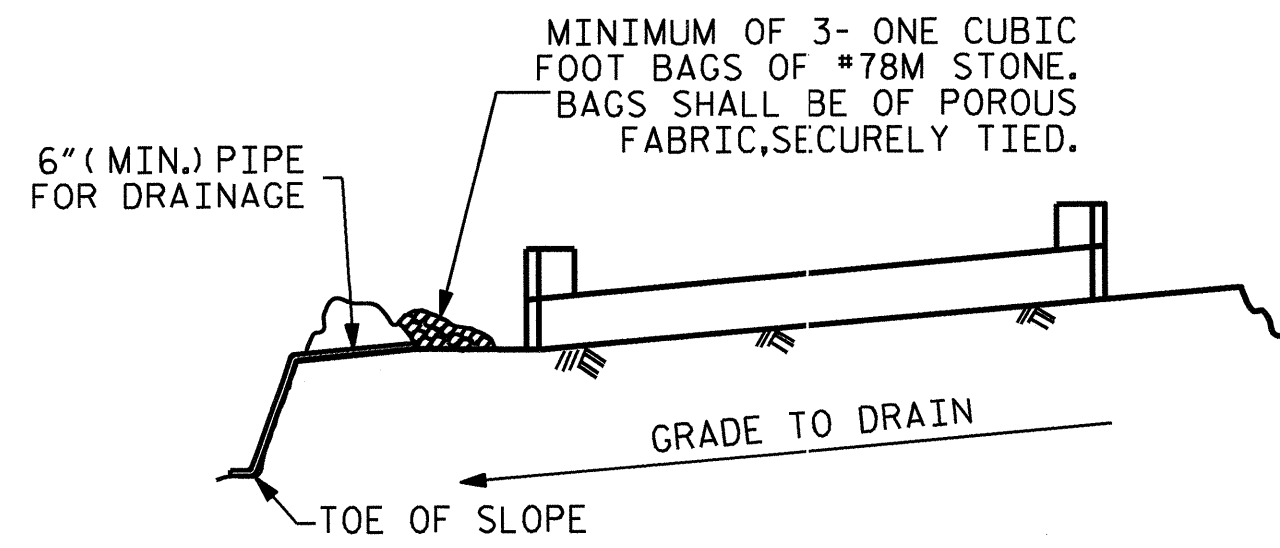 MINIMUM OF 3- ONE CUBIC
FOOT BAGS OF #78M STONE.
BAGS SHALL BE OF POROUS
FABRIC,SECURELY TIED.
6"(MIN.) PIPE
FOR DRAINAGE
GRADE TO DRAIN
TOE OF SLOPE